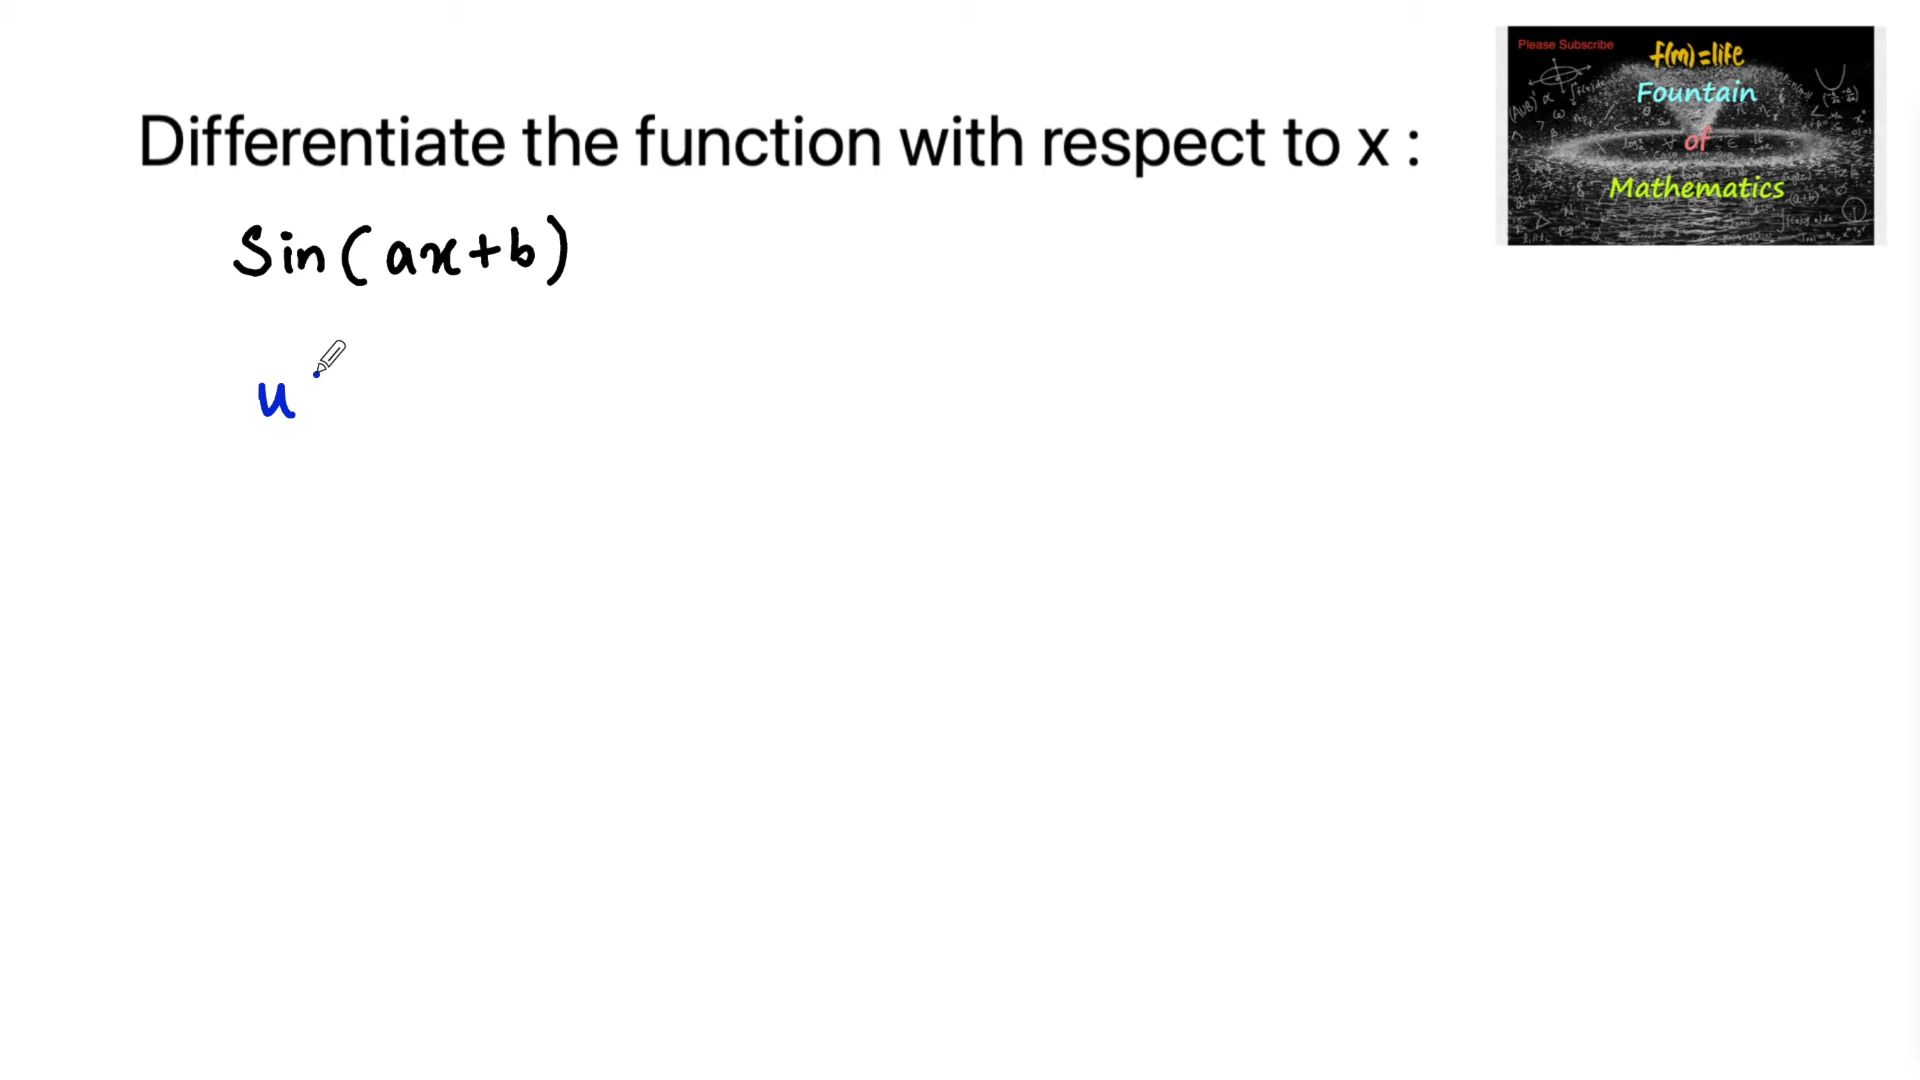 Please Subscribe
f(m)=life
Fountain
of
Mathematics
Differentiate the function with respect to x :
Sin(ax+b)
u